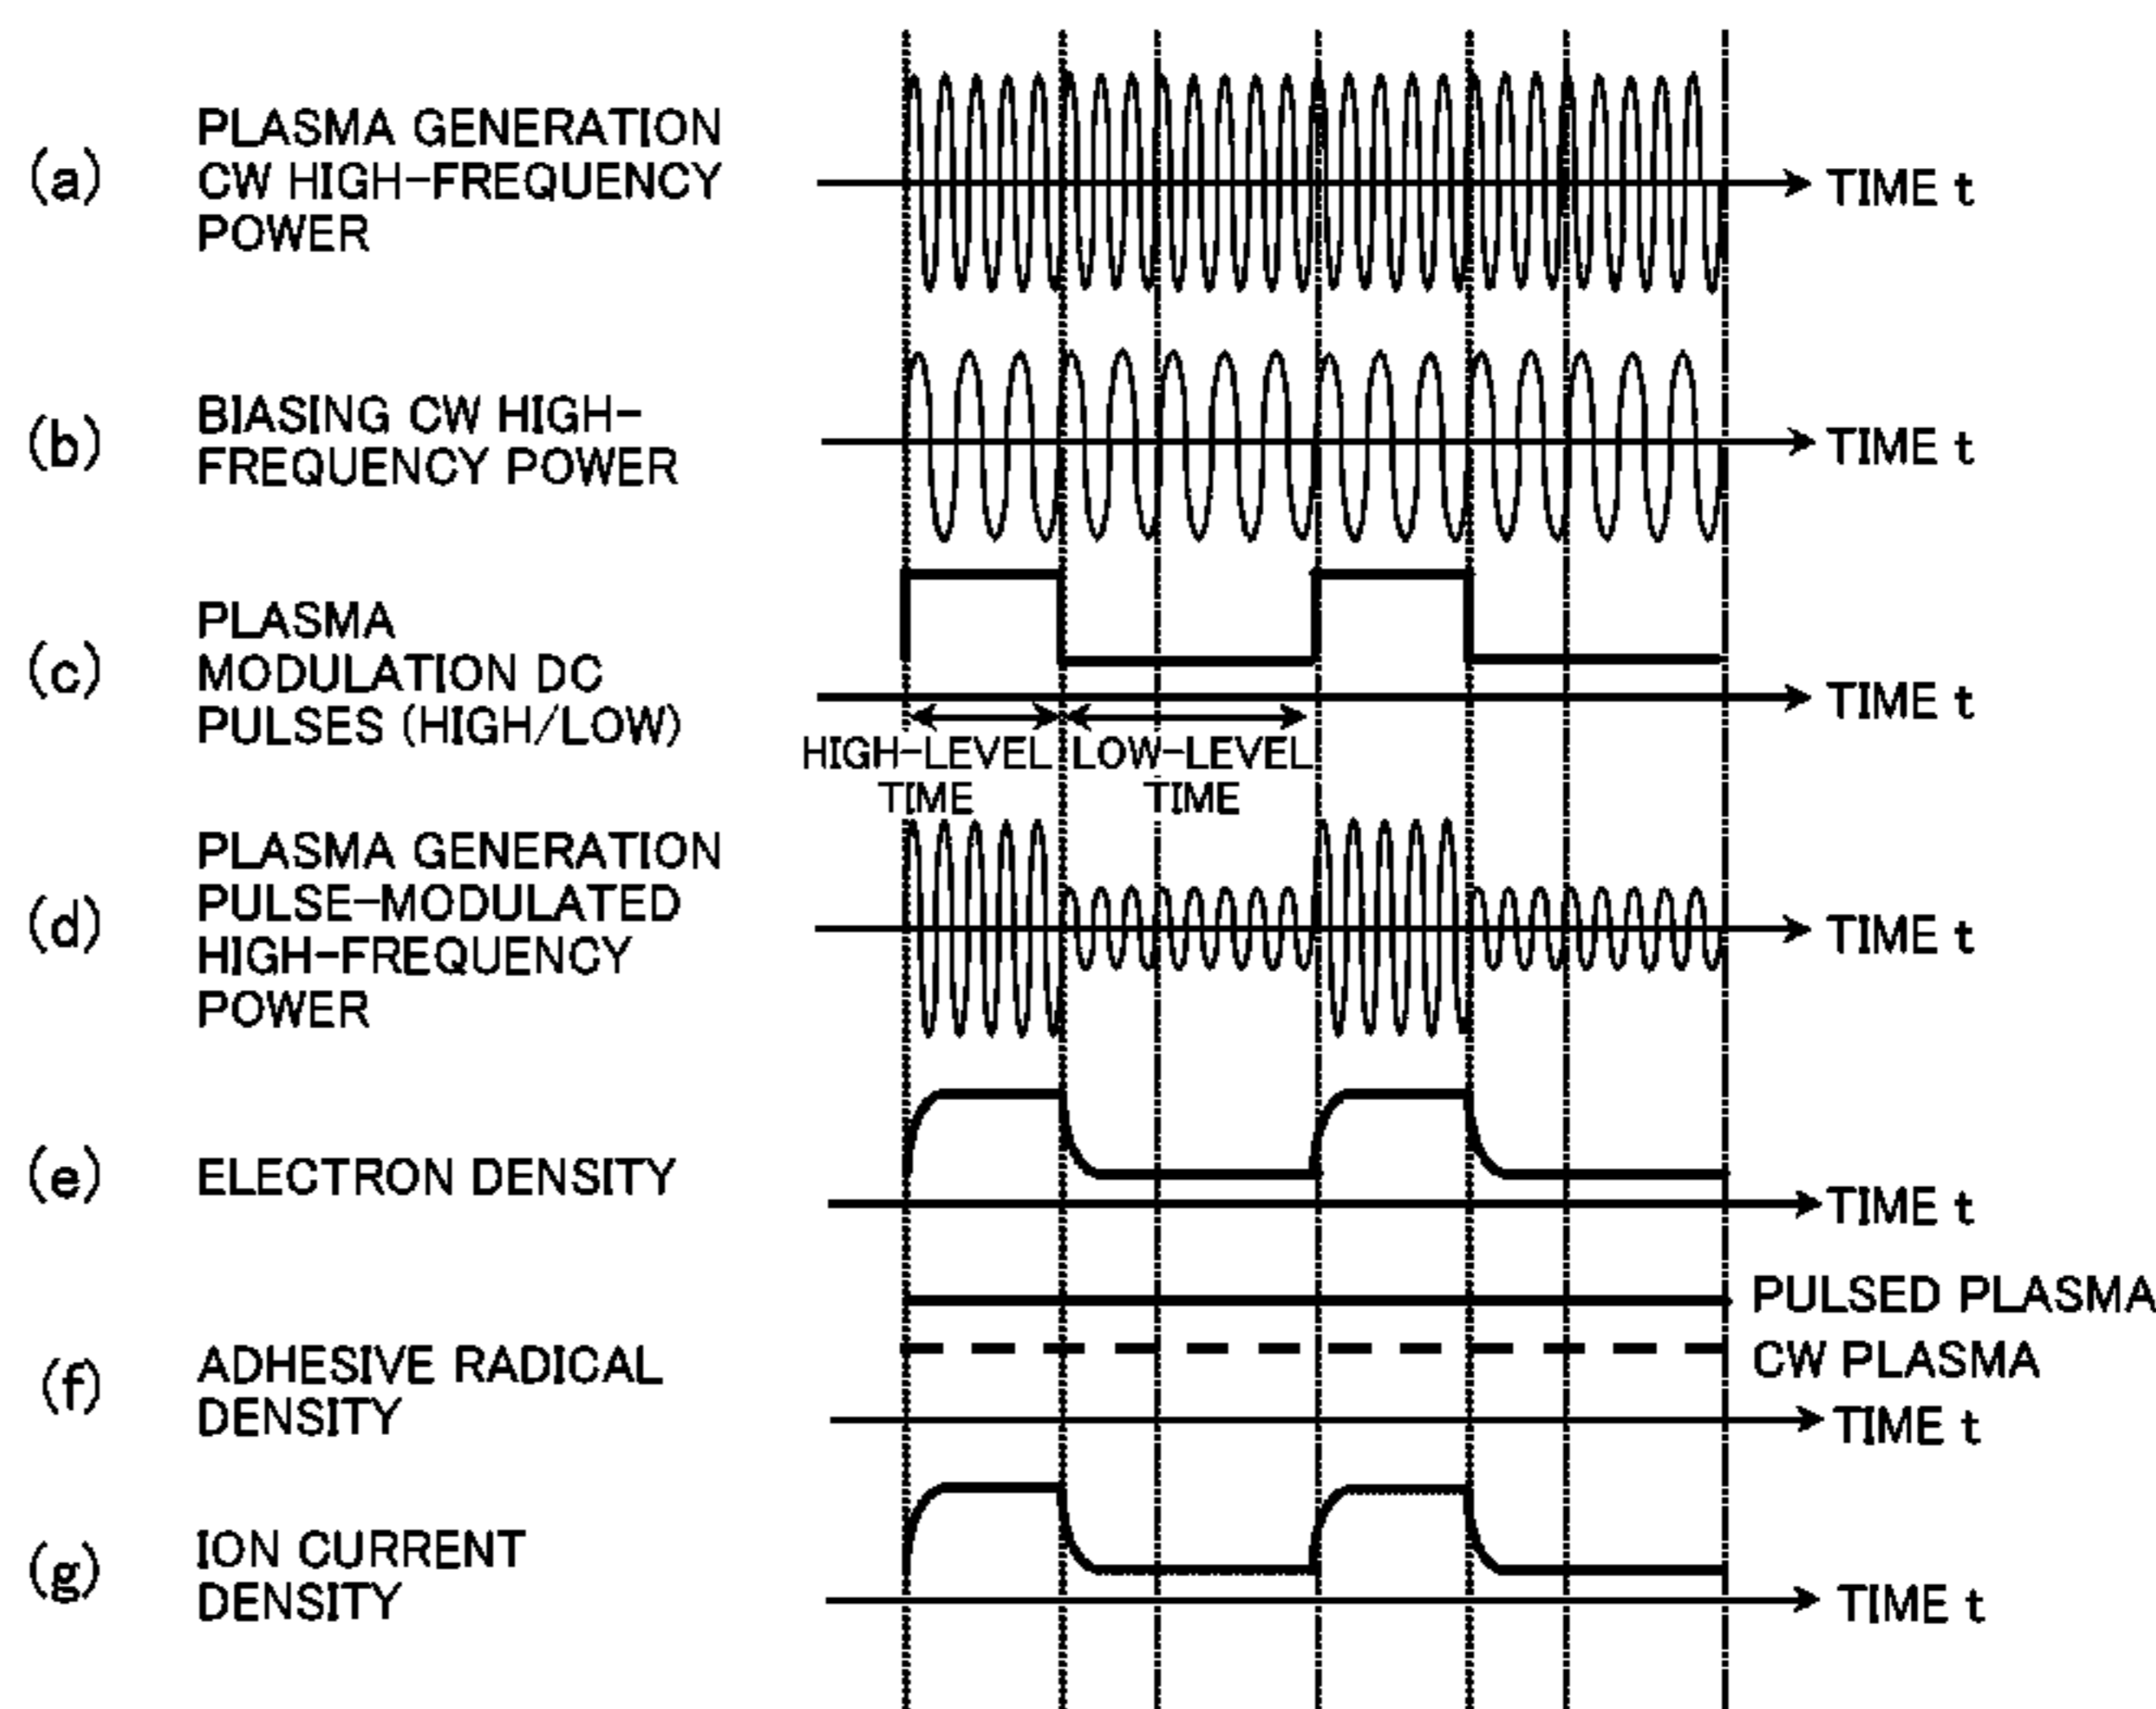 (a)
PLASMA GENERATION
CW HIGH-FREQUENCY
POWER
TIME t
(b)
BIASING CW HIGH-
FREQUENCY POWER
TIME t
(c)
PLASMA
MODULATION DC
PULSES (HIGH/LOW)
TIME t
HIGH-LEVEL
TIME
LOW-LEVEL
TIME
(d)
PLASMA GENERATION
PULSE-MODULATED
HIGH-FREQUENCY
POWER
TIME t
(e)
ELECTRON DENSITY
TIME t
PULSED PLASMA
CW PLASMA
(f)
ADHESIVE RADICAL
DENSITY
TIME t
(g)
ION CURRENT
DENSITY
TIME t